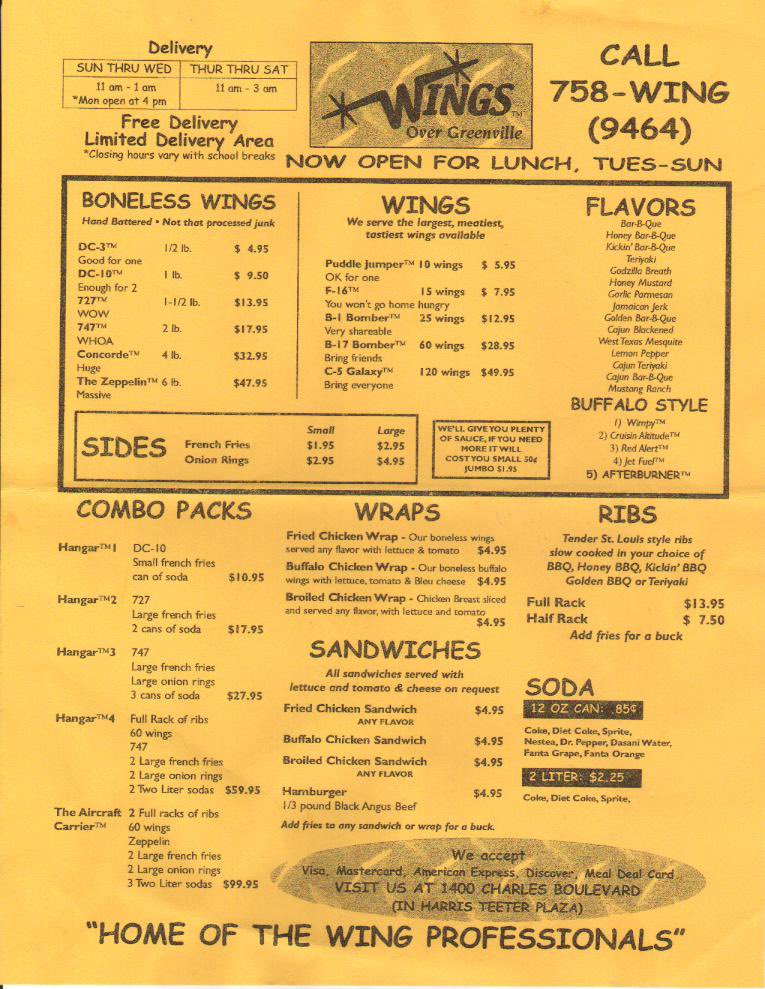 Delivery
SUN THRU WED THUR THRU SAT
11 am - 1 am 11 am - 3 am
*Mon open at 4 pm
Free Delivery
Limited Delivery Area
*Closing hours vary with school breaks
WINGS™
Over Greenville
CALL
758-WING
(9464)
NOW OPEN FOR LUNCH, TUES-SUN
BONELESS WINGS
Hand Battered • Not that processed junk
DC-3™ 1/2 lb. $ 4.95
Good for one
DC-10™ 1 lb. $ 9.50
Enough for 2
727™ 1-1/2 lb. $13.95
WOW
747™ 2 lb. $17.95
WHOA
Concorde™ 4 lb. $32.95
Huge
The Zeppelin™ 6 lb. $47.95
Massive
WINGS
We serve the largest, meatiest,
tastiest wings available
Puddle Jumper™ 10 wings $ 5.95
OK for one
F-16™ 15 wings $ 7.95
You won't go home hungry
B-1 Bomber™ 25 wings $12.95
Very shareable
B-17 Bomber™ 60 wings $28.95
Bring friends
C-5 Galaxy™ 120 wings $49.95
Bring everyone
FLAVORS
Bar-B-Que
Honey Bar-B-Que
Kickin' Bar-B-Que
Teriyaki
Godzilla Breath
Honey Mustard
Garlic Parmesan
Jamaican Jerk
Golden Bar-B-Que
Cajun Blackened
West Texas Mesquite
Lemon Pepper
Cajun Teriyaki
Cajun Bar-B-Que
Mustang Ranch
BUFFALO STYLE
1) Wimpy™
2) Cruisin Altitude™
3) Red Alert™
4) Jet Fuel™
5) AFTERBURNER™
SIDES
Small Large
French Fries $1.95 $2.95
Onion Rings $2.95 $4.95
WE'LL GIVE YOU PLENTY
OF SAUCE, IF YOU NEED
MORE IT WILL
COST YOU SMALL 50¢
JUMBO $1.95
COMBO PACKS
Hangar™1 DC-10
Small french fries
can of soda $10.95
Hangar™2 727
Large french fries
2 cans of soda $17.95
Hangar™3 747
Large french fries
Large onion rings
3 cans of soda $27.95
Hangar™4 Full Rack of ribs
60 wings
747
2 Large french fries
2 Large onion rings
2 Two Liter sodas $59.95
The Aircraft 2 Full racks of ribs
Carrier™ 60 wings
Zeppelin
2 Large french fries
2 Large onion rings
3 Two Liter sodas $99.95
WRAPS
Fried Chicken Wrap - Our boneless wings
served any flavor with lettuce & tomato $4.95
Buffalo Chicken Wrap - Our boneless buffalo
wings with lettuce, tomato & Bleu cheese $4.95
Broiled Chicken Wrap - Chicken Breast sliced
and served any flavor, with lettuce and tomato
$4.95
SANDWICHES
All sandwiches served with
lettuce and tomato & cheese on request
Fried Chicken Sandwich $4.95
ANY FLAVOR
Buffalo Chicken Sandwich $4.95
Broiled Chicken Sandwich $4.95
ANY FLAVOR
Hamburger $4.95
1/3 pound Black Angus Beef
Add fries to any sandwich or wrap for a buck.
RIBS
Tender St. Louis style ribs
slow cooked in your choice of
BBQ, Honey BBQ, Kickin' BBQ
Golden BBQ or Teriyaki
Full Rack $13.95
Half Rack $ 7.50
Add fries for a buck
SODA
12 OZ CAN: .85¢
Coke, Diet Coke, Sprite,
Nestea, Dr. Pepper, Dasani Water,
Fanta Grape, Fanta Orange
2 LITER: $2.25
Coke, Diet Coke, Sprite,
We accept
Visa, Mastercard, American Express, Discover, Meal Deal Card
VISIT US AT 1400 CHARLES BOULEVARD
(IN HARRIS TEETER PLAZA)
"HOME OF THE WING PROFESSIONALS"